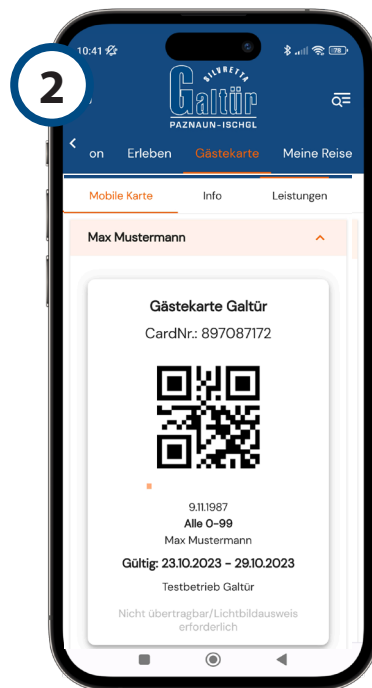 2
10:41
78
SILVRETTA
Galtür
PAZNAUN-ISCHGL
on Erleben Gästekarte Meine Reise
Mobile Karte Info Leistungen
Max Mustermann
Gästekarte Galtür
CardNr.: 897087172
9.11.1987
Alle 0-99
Max Mustermann
Gültig: 23.10.2023 - 29.10.2023
Testbetrieb Galtür
Nicht übertragbar/Lichtbildausweis
erforderlich